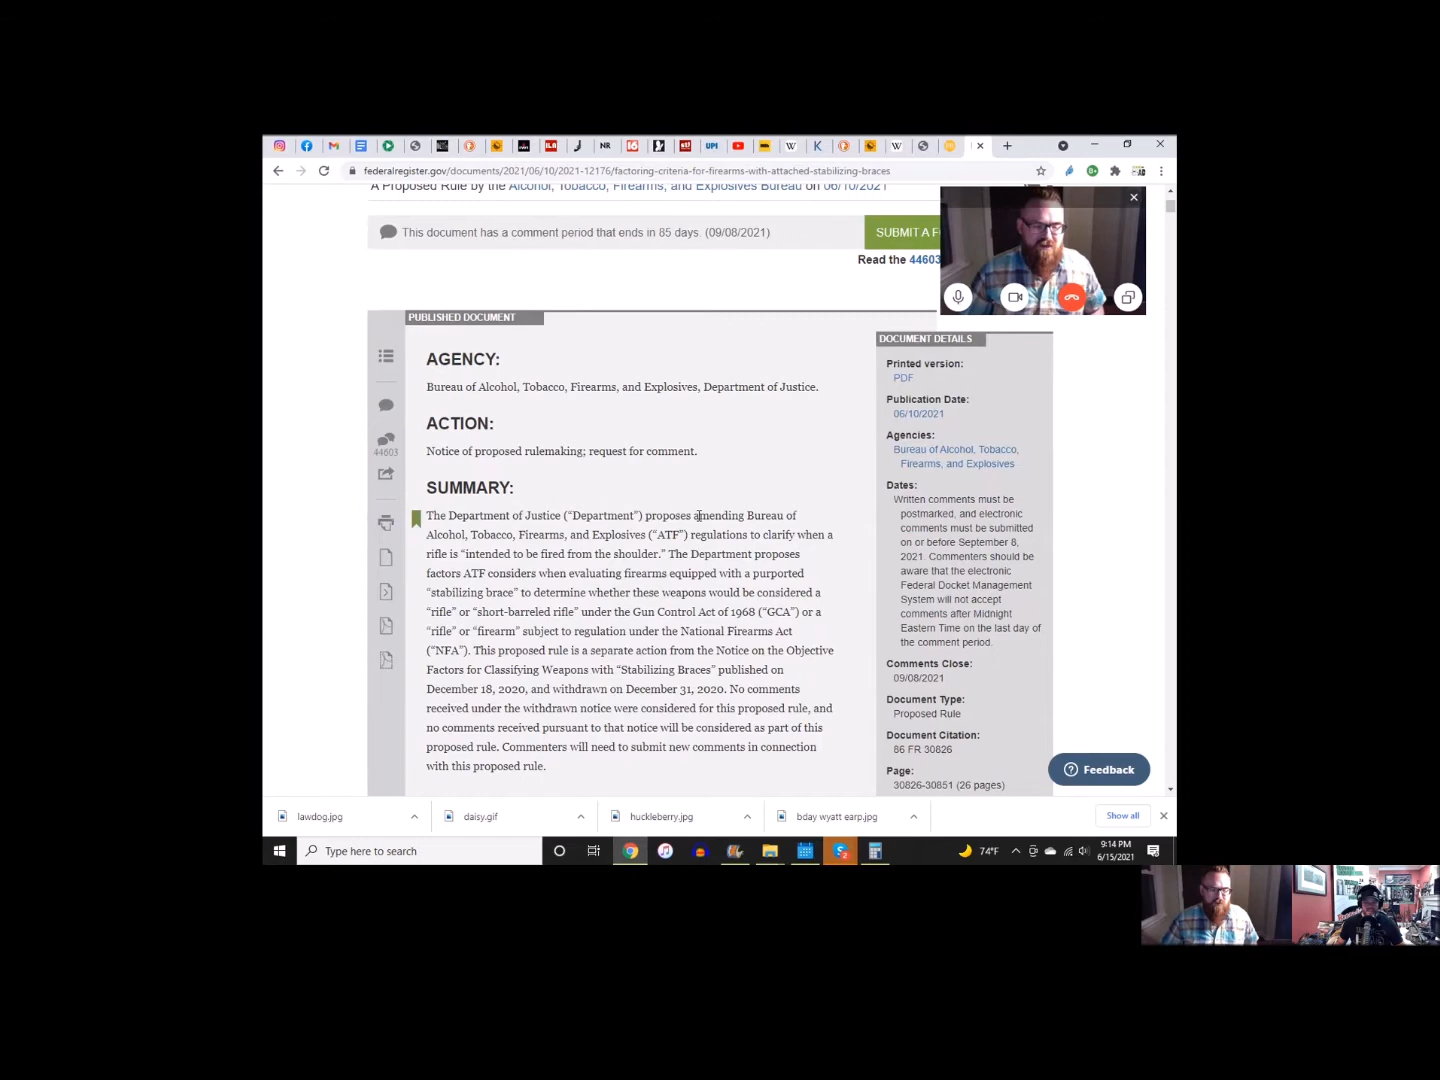 NR
16
UPI
W
K
W
federalregister.gov/documents/2021/06/10/2021-12176/factoring-criteria-for-firearms-with-attached-stabilizing-braces
A Proposed Rule by the Alcohol, Tobacco, Firearms, and Explosives Bureau on 06/10/2021
This document has a comment period that ends in 85 days. (09/08/2021)
SUBMIT A F
Read the 44603
PUBLISHED DOCUMENT
AGENCY:
Bureau of Alcohol, Tobacco, Firearms, and Explosives, Department of Justice.
ACTION:
44603
Notice of proposed rulemaking; request for comment.
SUMMARY:
The Department of Justice (“Department”) proposes amending Bureau of
Alcohol, Tobacco, Firearms, and Explosives (“ATF”) regulations to clarify when a
rifle is “intended to be fired from the shoulder.” The Department proposes
factors ATF considers when evaluating firearms equipped with a purported
“stabilizing brace” to determine whether these weapons would be considered a
“rifle” or “short-barreled rifle” under the Gun Control Act of 1968 (“GCA”) or a
“rifle” or “firearm” subject to regulation under the National Firearms Act
(“NFA”). This proposed rule is a separate action from the Notice on the Objective
Factors for Classifying Weapons with “Stabilizing Braces” published on
December 18, 2020, and withdrawn on December 31, 2020. No comments
received under the withdrawn notice were considered for this proposed rule, and
no comments received pursuant to that notice will be considered as part of this
proposed rule. Commenters will need to submit new comments in connection
with this proposed rule.
DOCUMENT DETAILS
Printed version:
PDF
Publication Date:
06/10/2021
Agencies:
Bureau of Alcohol, Tobacco,
Firearms, and Explosives
Dates:
Written comments must be
postmarked, and electronic
comments must be submitted
on or before September 8,
2021. Commenters should be
aware that the electronic
Federal Docket Management
System will not accept
comments after Midnight
Eastern Time on the last day of
the comment period.
Comments Close:
09/08/2021
Document Type:
Proposed Rule
Document Citation:
86 FR 30826
Page:
30826-30851 (26 pages)
Feedback
lawdog.jpg
daisy.gif
huckleberry.jpg
bday wyatt earp.jpg
Show all
Type here to search
74°F
9:14 PM
6/15/2021